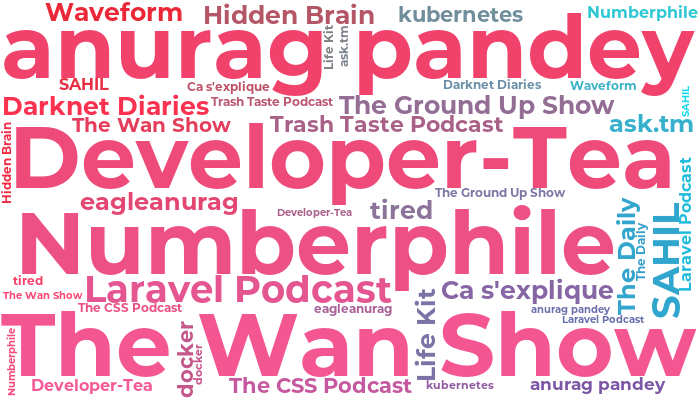 Waveform
Hidden Brain
kubernetes
Numberphile
anurag pandey
Life Kit
ask.tm
SAHIL
Ca s'explique
Darknet Diaries
Waveform
SAHIL
Darknet Diaries
Trash Taste Podcast
The Ground Up Show
The Wan Show
Trash Taste Podcast
ask.tm
Hidden Brain
Developer-Tea
Laravel Podcast
eagleanurag
Developer-Tea
tired
The Ground Up Show
The Daily
The Daily
SAHIL
Numberphile
tired
The Wan Show
Laravel Podcast
Ca s'explique
The CSS Podcast
eagleanurag
Life Kit
anurag pandey
Laravel Podcast
The Wan Show
Numberphile
Developer-Tea
docker
docker
The CSS Podcast
kubernetes
anurag pandey